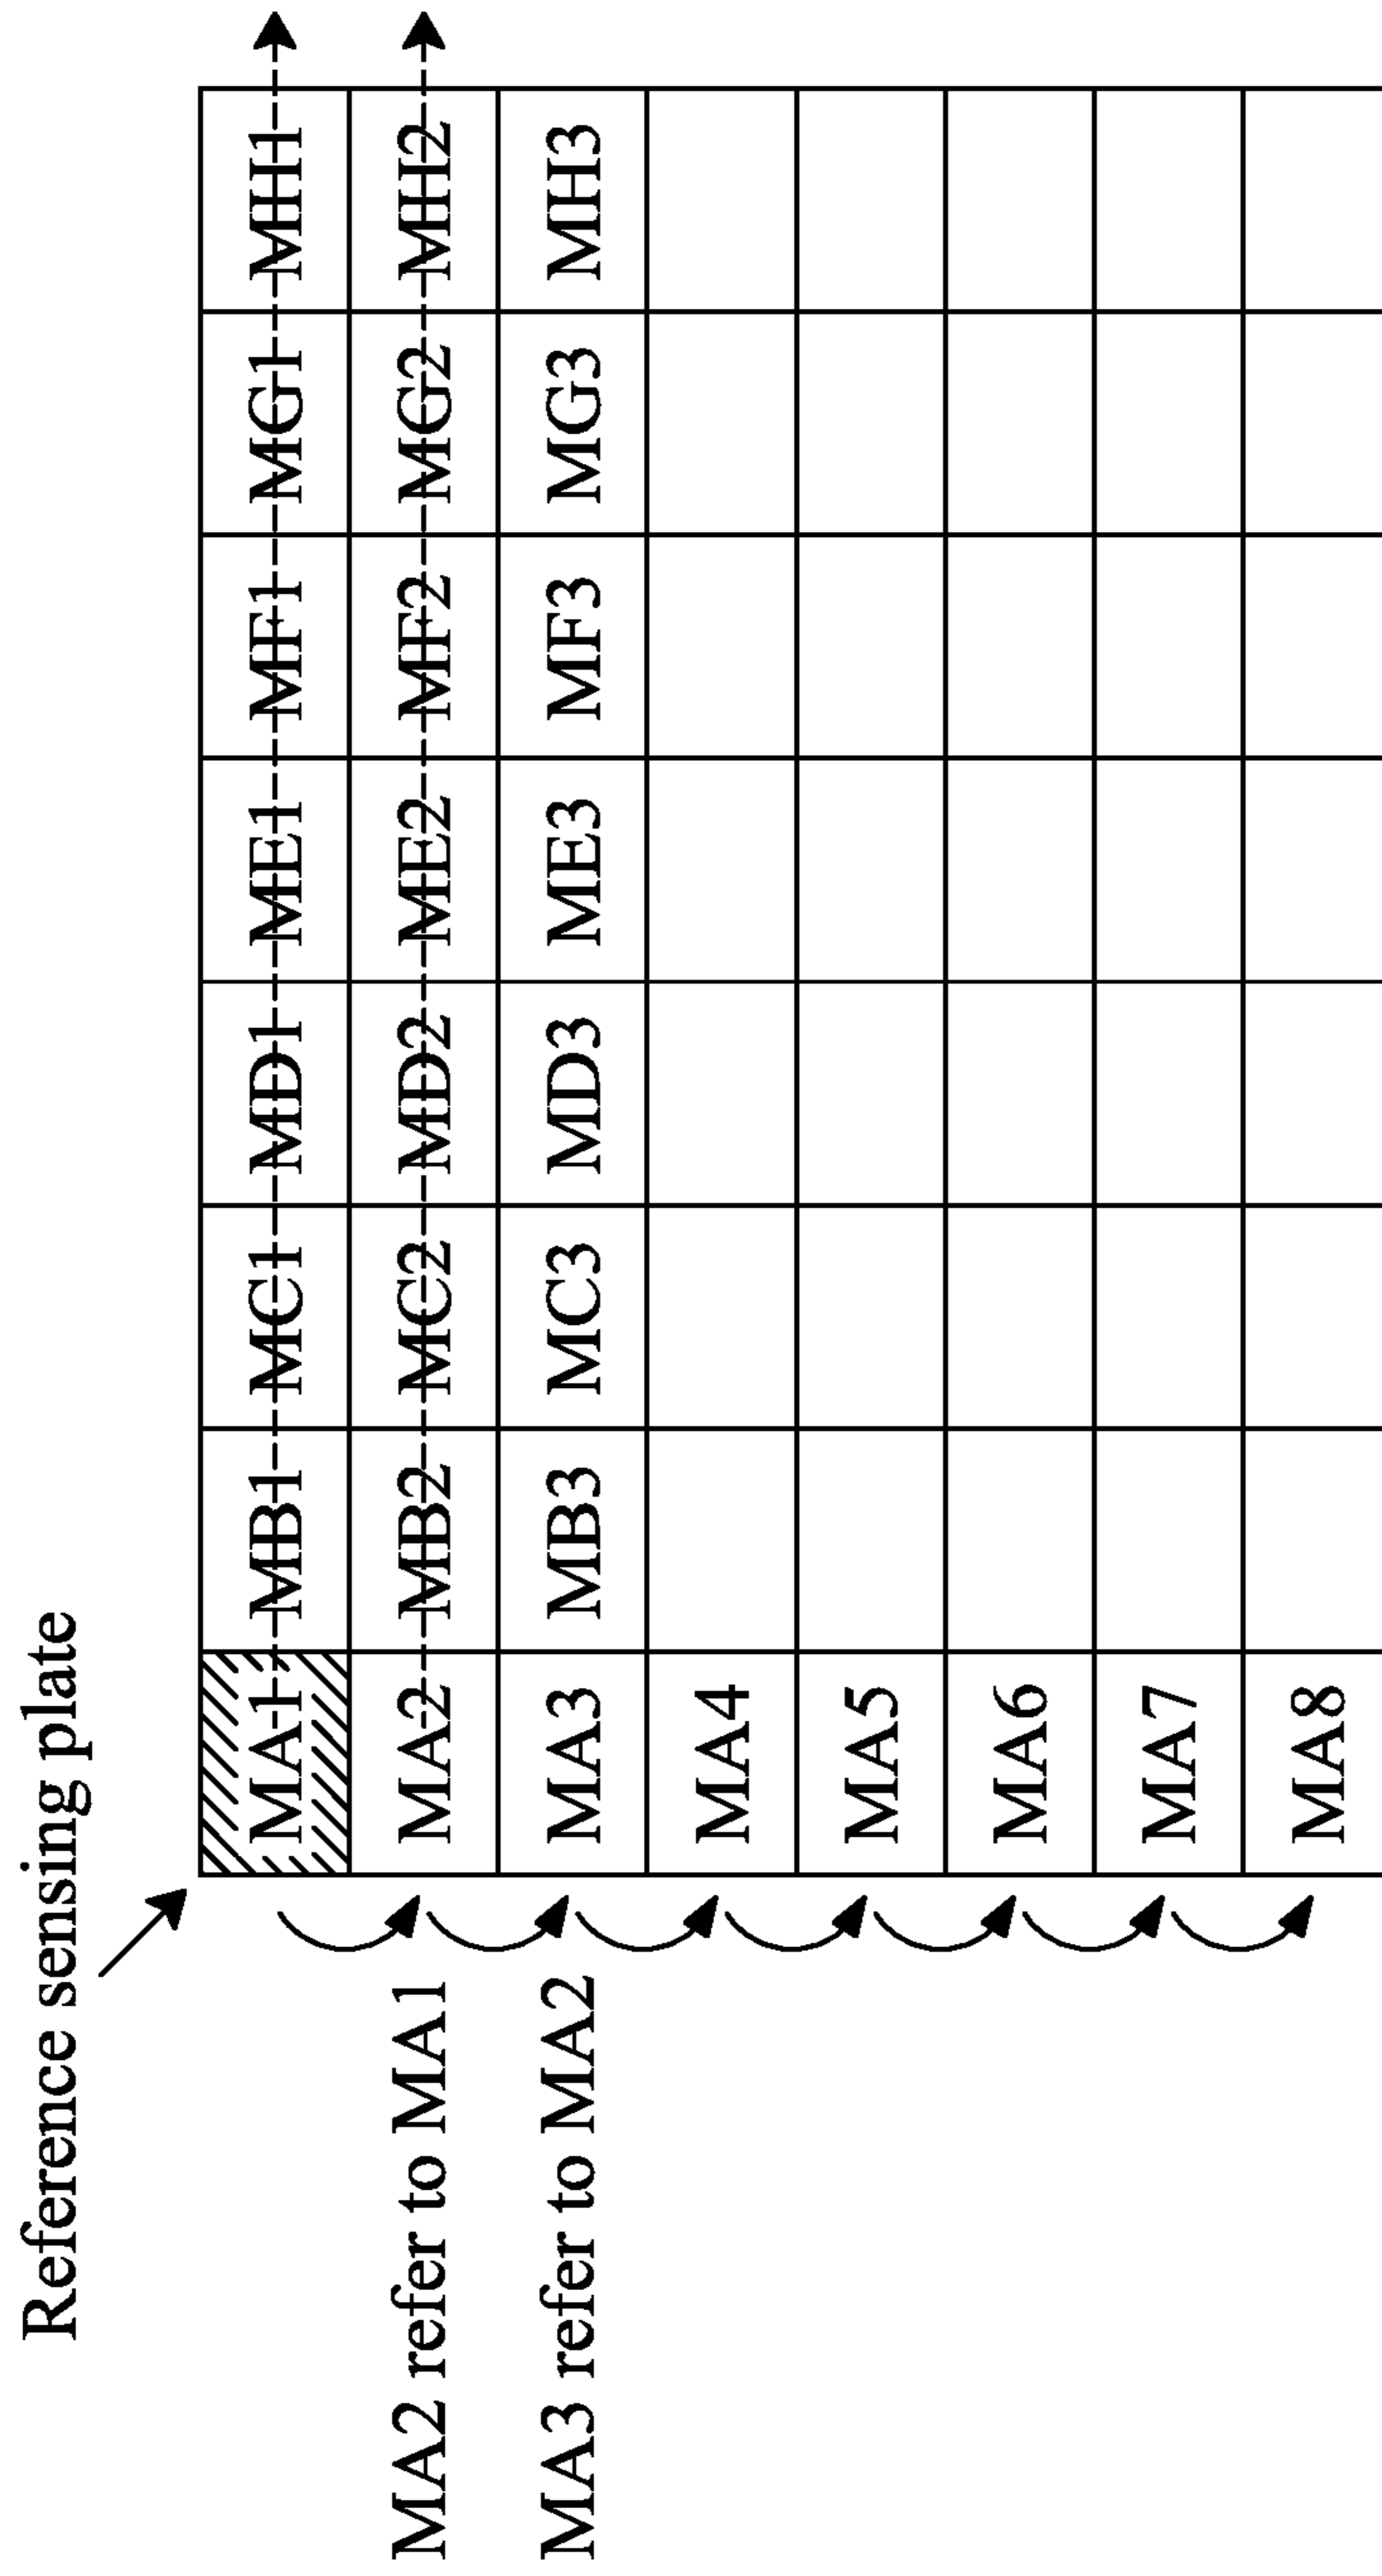 Reference sensing plate
MA1 MB1 MC1 MD1 ME1 MF1 MG1 MH1
MA2 refer to MA1
MA2 MB2 MC2 MD2 ME2 MF2 MG2 MH2
MA3 refer to MA2
MA3 MB3 MC3 MD3 ME3 MF3 MG3 MH3
MA4
MA5
MA6
MA7
MA8